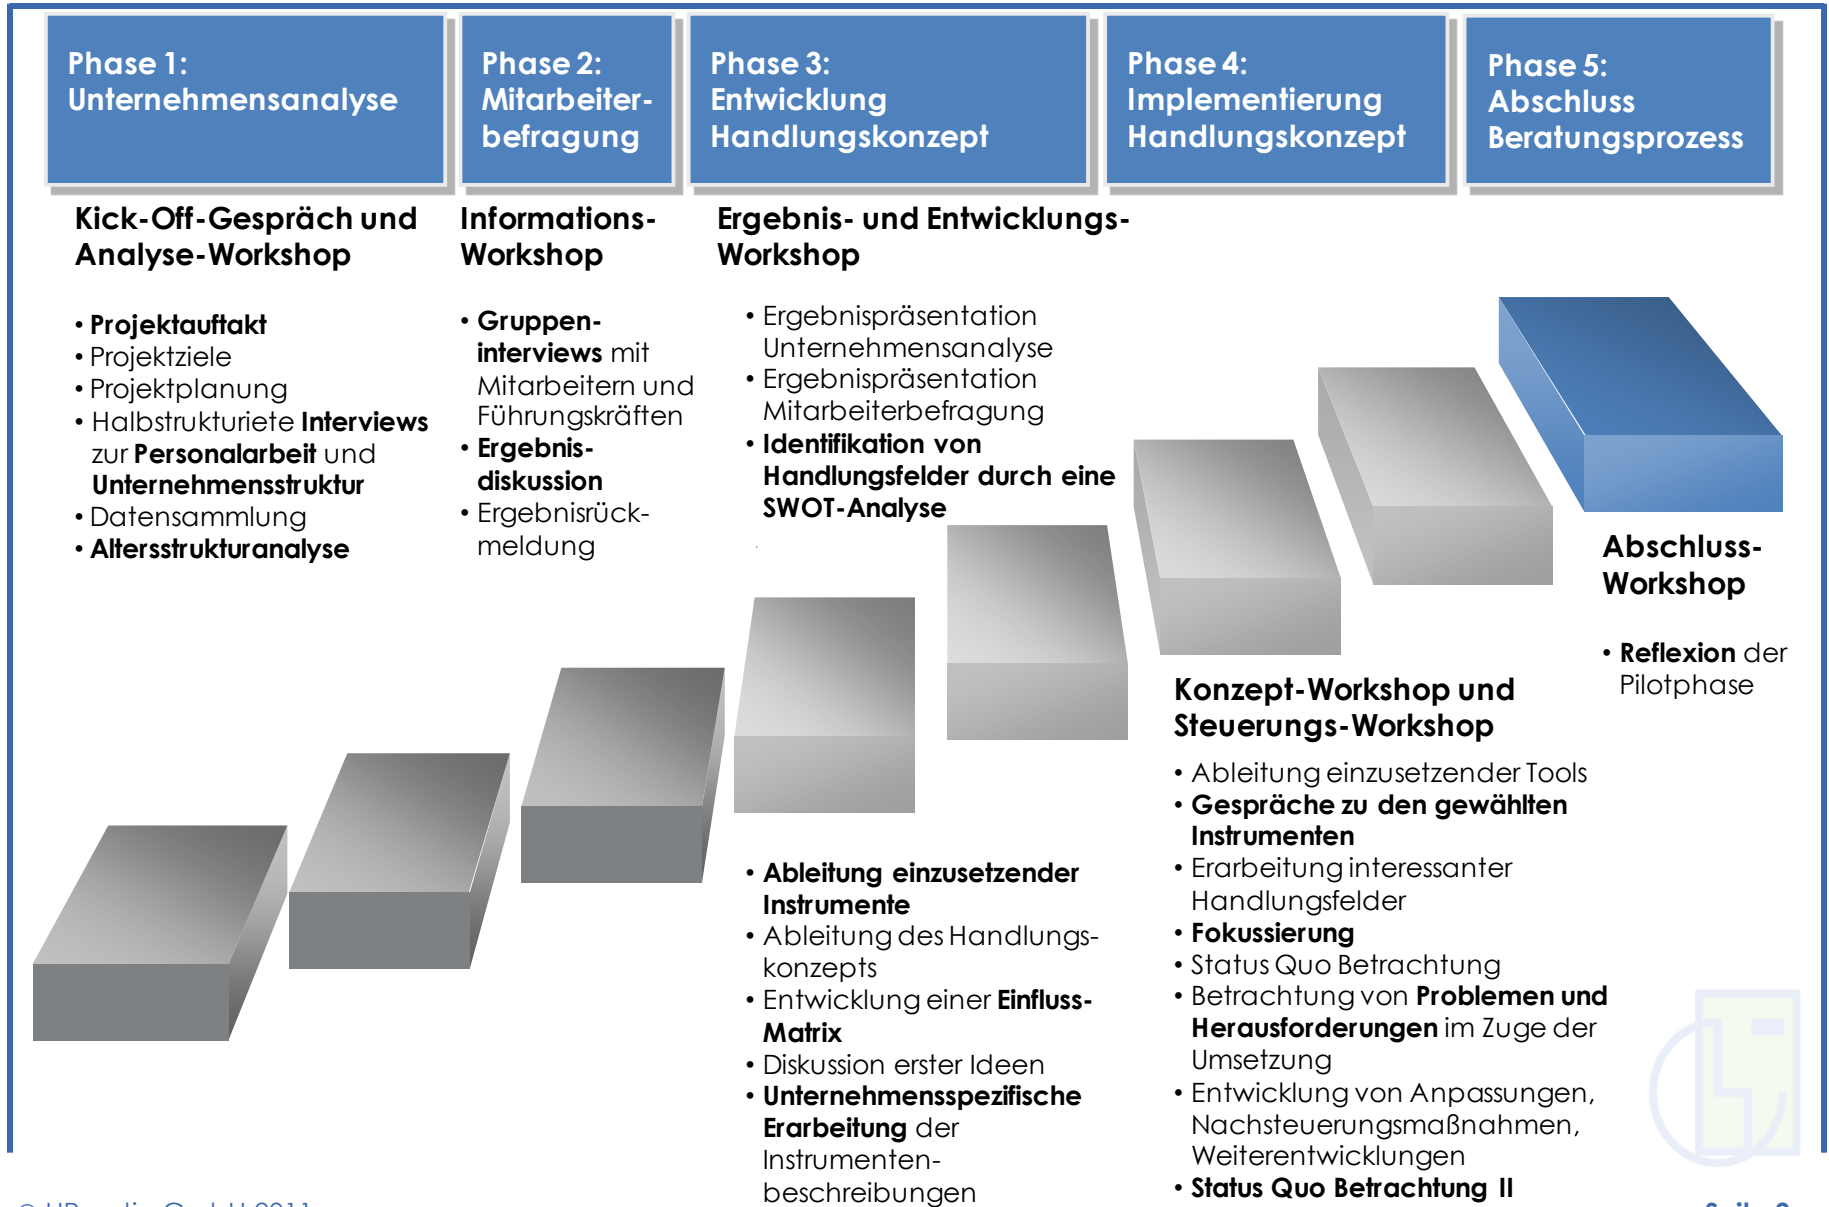 Phase 1:
Unternehmensanalyse
Phase 2:
Mitarbeiter-
befragung
Phase 3:
Entwicklung
Handlungskonzept
Phase 4:
Implementierung
Handlungskonzept
Phase 5:
Abschluss
Beratungsprozess
Kick-Off-Gespräch und
Analyse-Workshop
• Projektauftakt
• Projektziele
• Projektplanung
• Halbstrukturiete Interviews
zur Personalarbeit und
Unternehmensstruktur
• Datensammlung
• Altersstrukturanalyse
Informations-
Workshop
• Gruppen-
interviews mit
Mitarbeitern und
Führungskräften
• Ergebnis-
diskussion
• Ergebnisrück-
meldung
Ergebnis- und Entwicklungs-
Workshop
• Ergebnispräsentation
Unternehmensanalyse
• Ergebnispräsentation
Mitarbeiterbefragung
• Identifikation von
Handlungsfelder durch eine
SWOT-Analyse
• Ableitung einzusetzender
Instrumente
• Ableitung des Handlungs-
konzepts
• Entwicklung einer Einfluss-
Matrix
• Diskussion erster Ideen
• Unternehmensspezifische
Erarbeitung der
Instrumenten-
beschreibungen
Konzept-Workshop und
Steuerungs-Workshop
• Ableitung einzusetzender Tools
• Gespräche zu den gewählten
Instrumenten
• Erarbeitung interessanter
Handlungsfelder
• Fokussierung
• Status Quo Betrachtung
• Betrachtung von Problemen und
Herausforderungen im Zuge der
Umsetzung
• Entwicklung von Anpassungen,
Nachsteuerungsmaßnahmen,
Weiterentwicklungen
• Status Quo Betrachtung II
Abschluss-
Workshop
• Reflexion der
Pilotphase